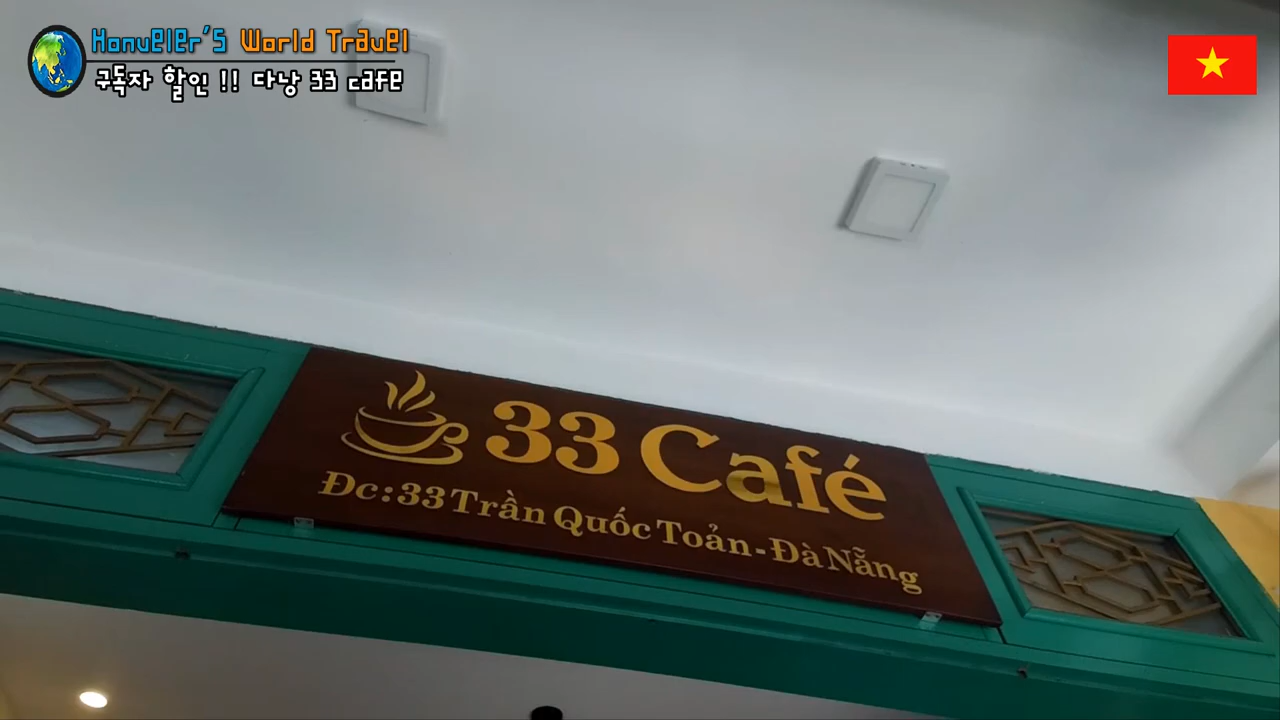 Hanveler's World Travel
구독자 할인 !! 다낭 33 cafe
33 Café
Đc:33 Trần Quốc Toản-Đà Nẵng